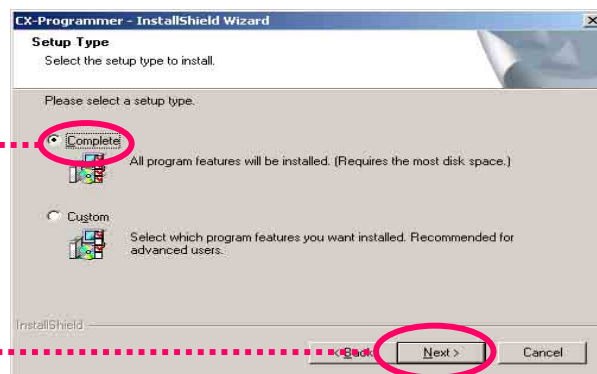 CX-Programmer - InstallShield Wizard
Setup Type
Select the setup type to install.
Please select a setup type.
Complete
All program features will be installed. (Requires the most disk space.)
Custom
Select which program features you want installed. Recommended for
advanced users.
InstallShield
< Back Next > Cancel